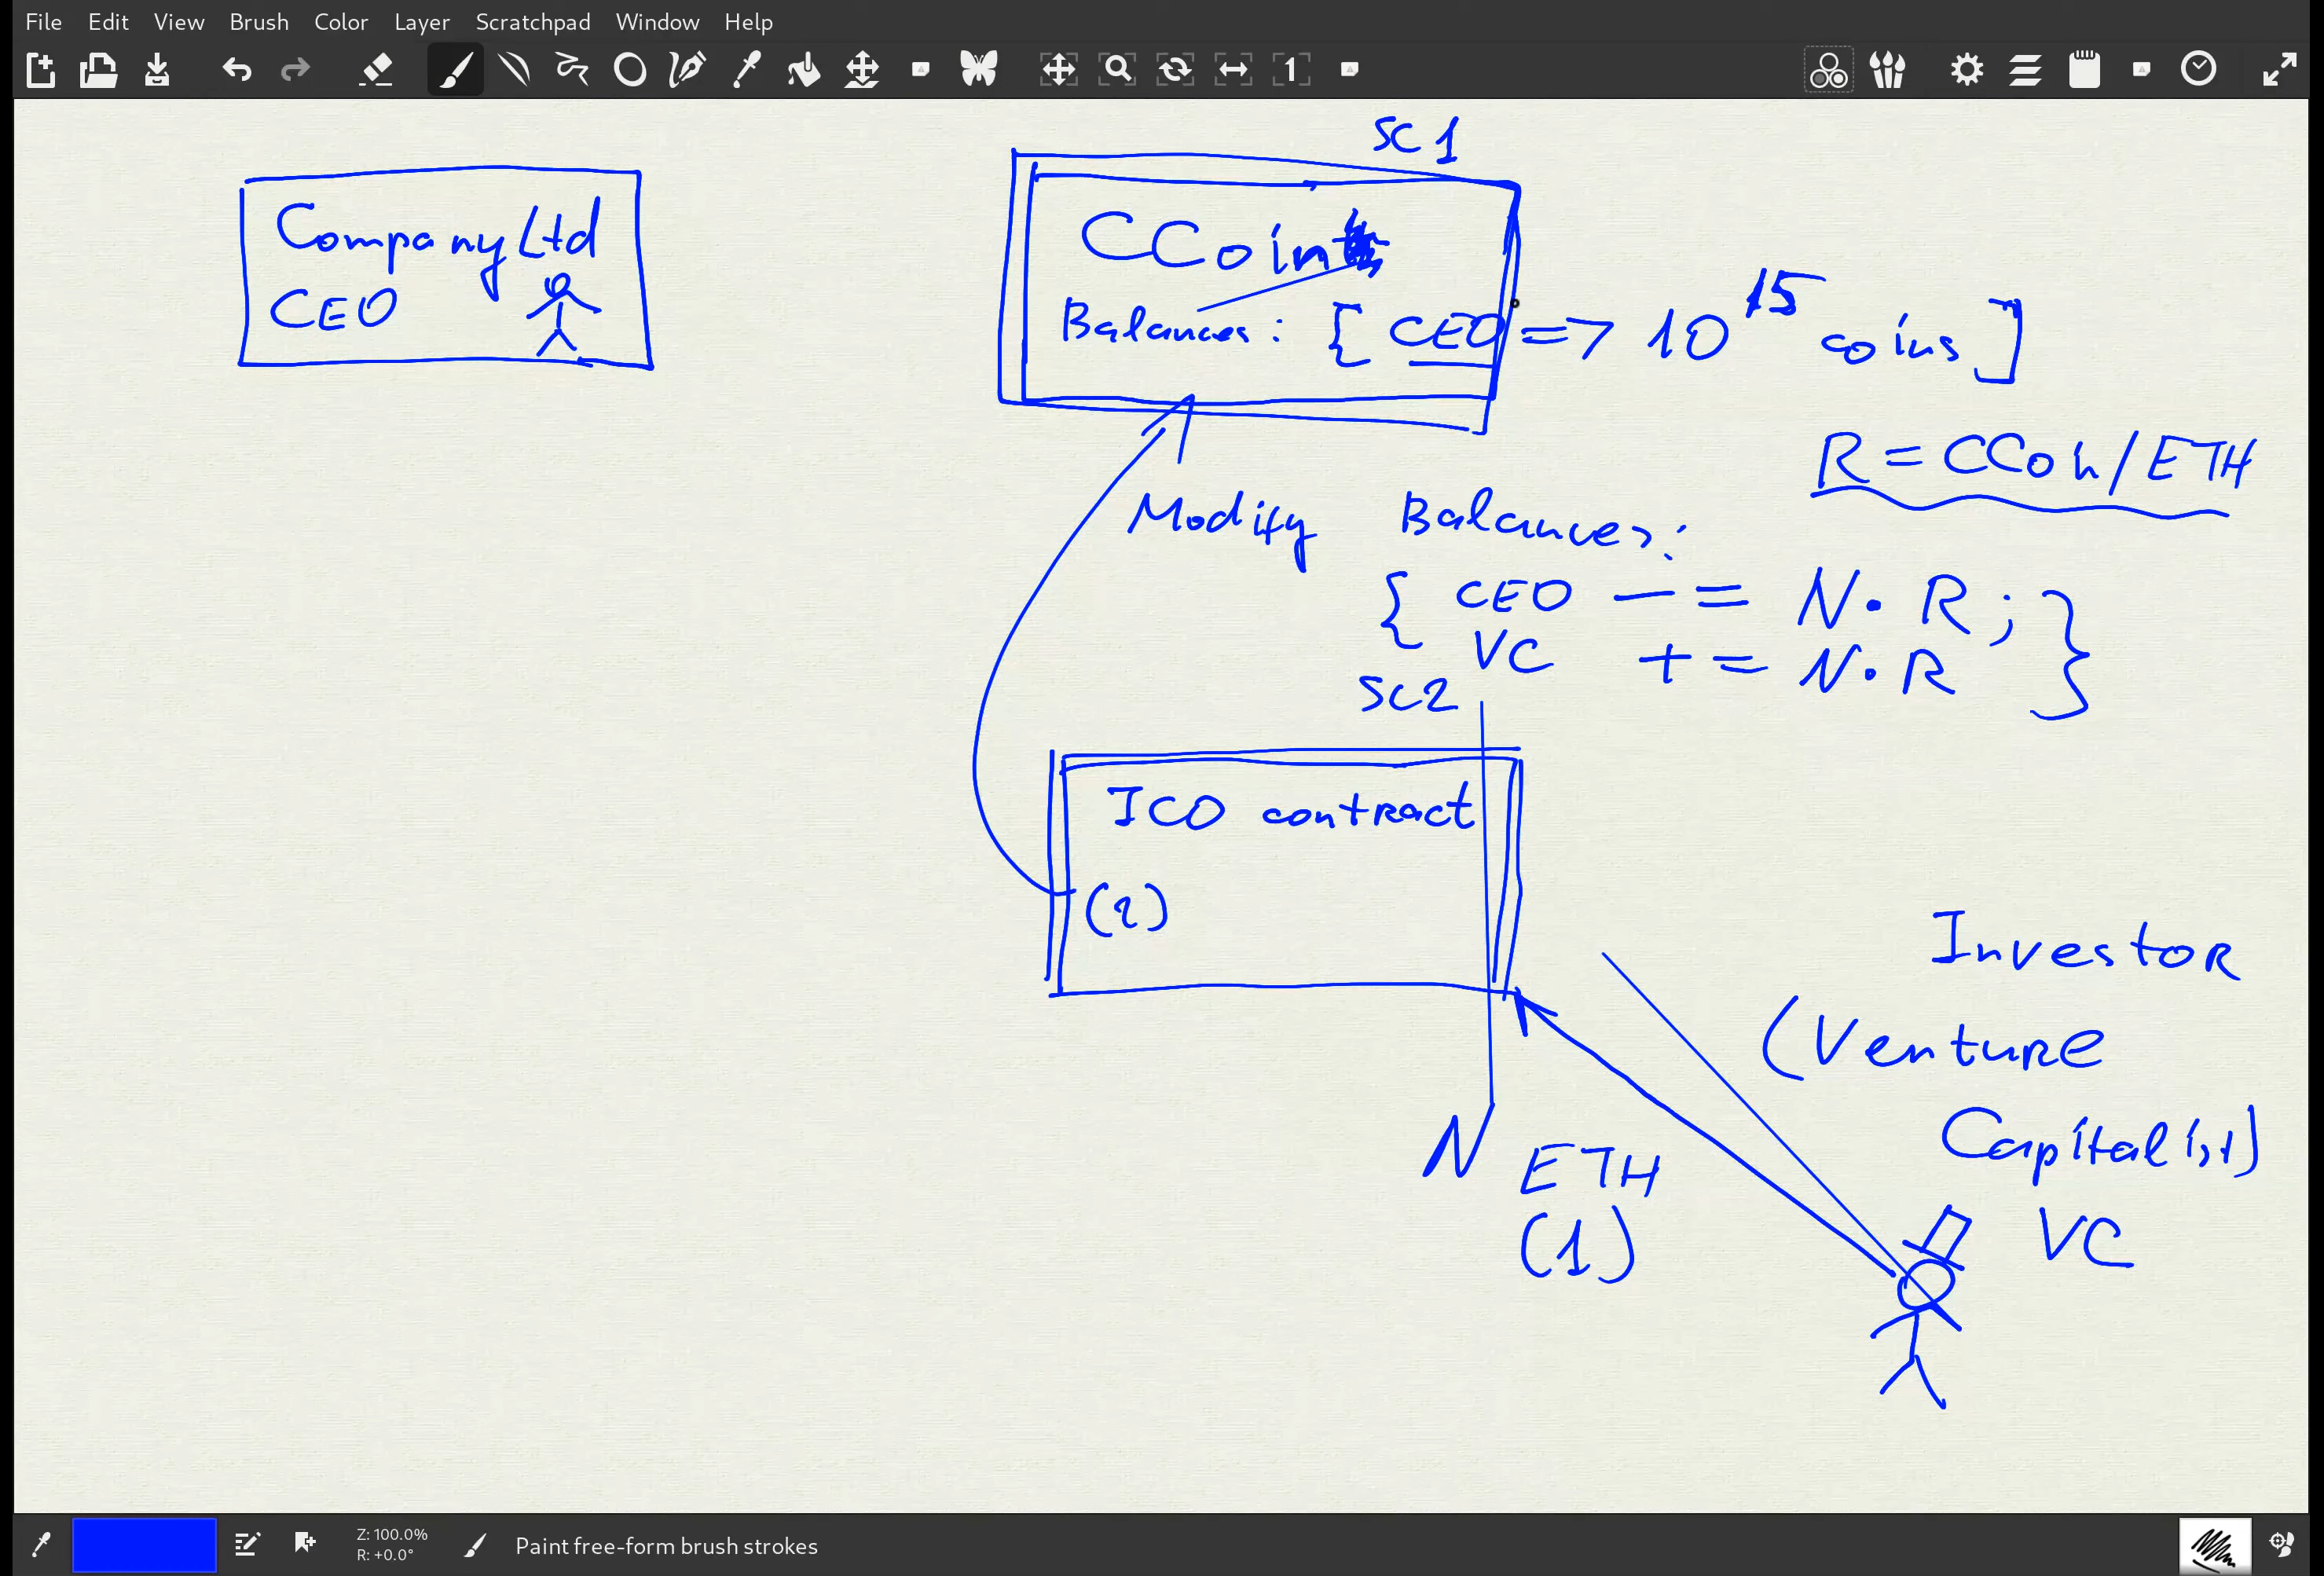 File Edit View Brush Color Layer Scratchpad Window Help
1
SC1
Company Ltd
CEO
CCoin
Balances: [ CEO => 10^15 coins ]
R = CCoin/ETH
Modify Balances:
{ CEO -= N · R;
VC += N · R }
SC2
ICO contract
(2)
Investor
(Venture
Capitalist)
N ETH
(1)
VC
Z: 100.0%
R: +0.0°
Paint free-form brush strokes